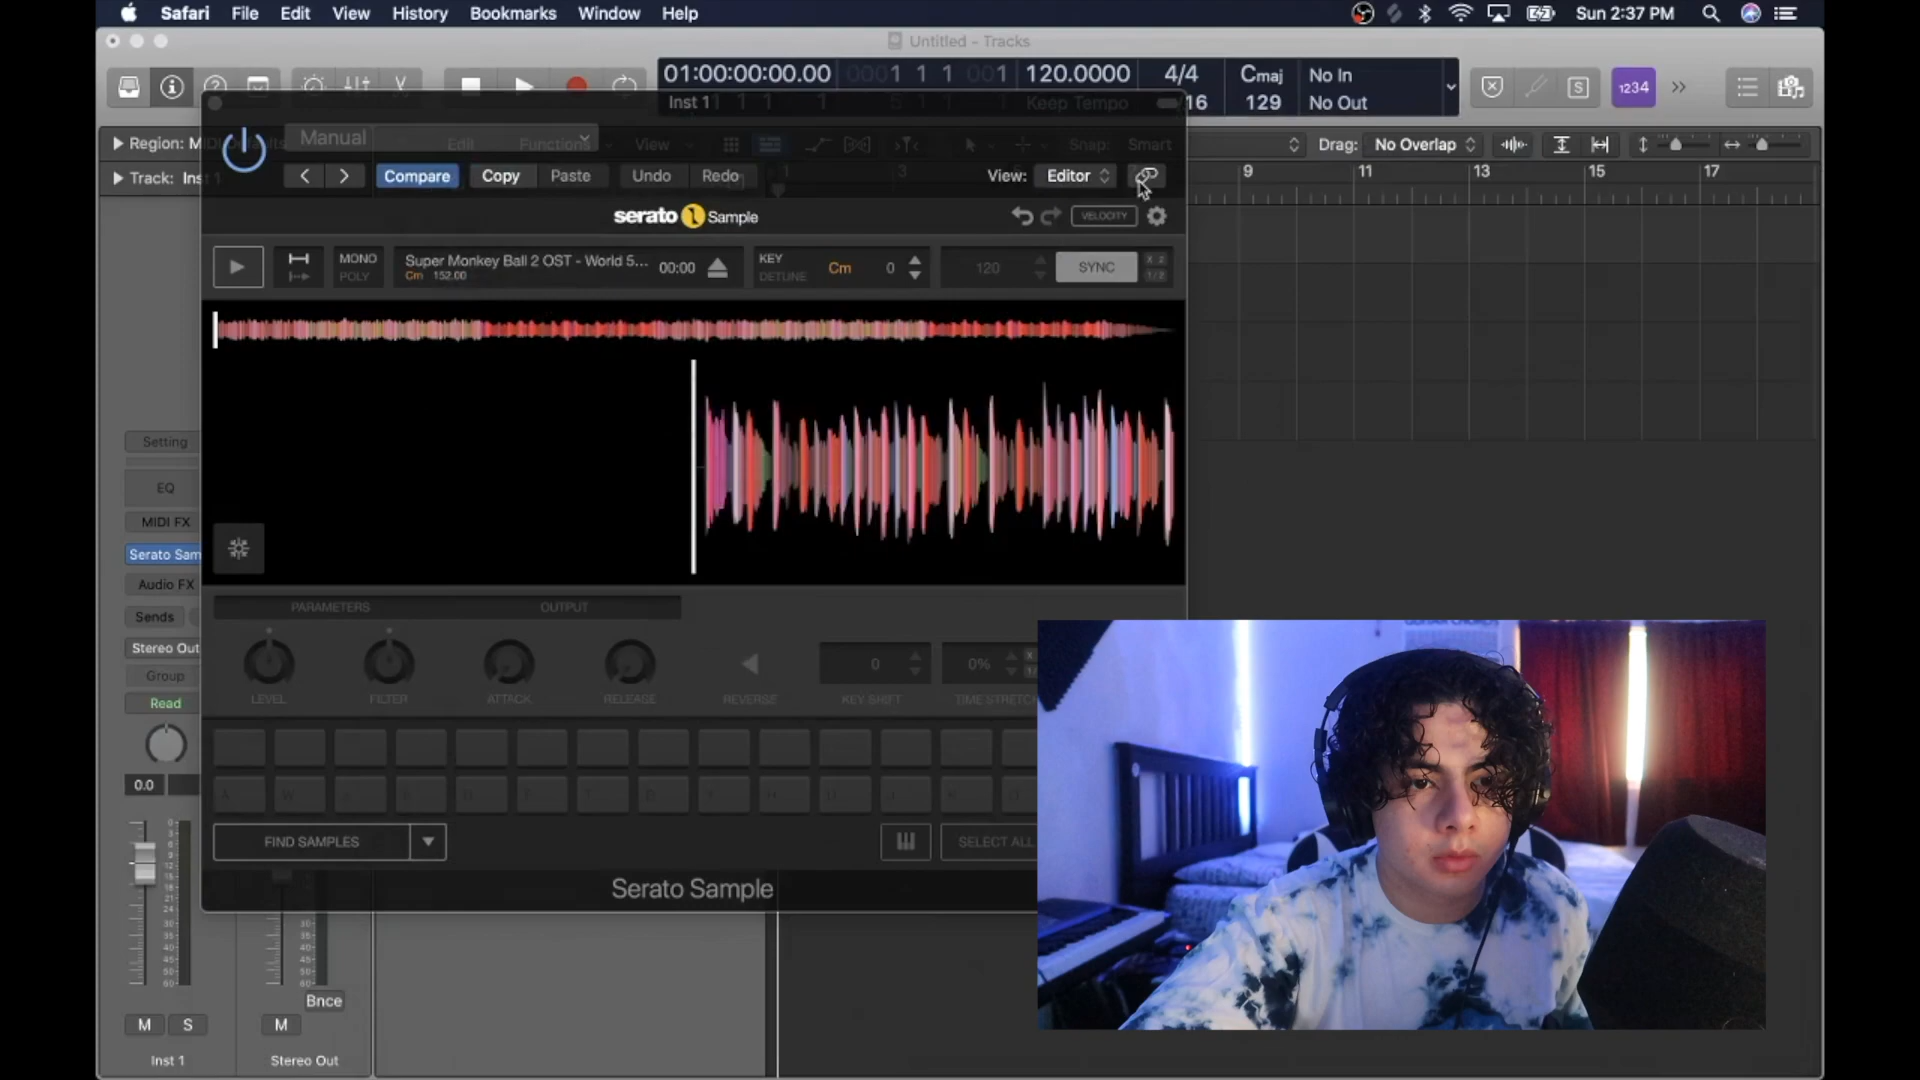 Safari File Edit View History Bookmarks Window Help Sun 2:37 PM
Untitled - Tracks
01:00:00:00.00 0001 1 1 001 120.0000 4/4 Cmaj No In
Keep Tempo /16 129 No Out
1234
S
Inst 1
Region: MIDI Defaults
Manual
Edit Functions View Snap: Smart Drag: No Overlap
Track: Inst 1
Compare Copy Paste Undo Redo View: Editor
1 3 9 11 13 15 17
serato Sample VELOCITY
MONO
POLY
Super Monkey Ball 2 OST - World 5...
Cm 152.00
00:00
KEY
DETUNE
Cm 0 120 SYNC
X 2
1/2
Setting
EQ
MIDI FX
Serato Sam
Audio FX
Sends
Stereo Out
Group
Read
0.0
PARAMETERS OUTPUT
0 0%
LEVEL FILTER ATTACK RELEASE REVERSE KEY SHIFT TIME STRETCH
FIND SAMPLES SELECT ALL
Serato Sample
Bnce
M S M
Inst 1 Stereo Out